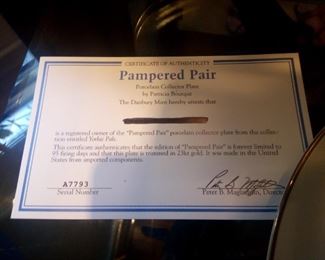 CERTIFICATE OF AUTHENTICITY
Pampered Pair
Porcelain Collector Plate
by Patricia Bourque
The Danbury Mint hereby attests that
is a registered owner of the "Pampered Pair" porcelain collector plate from the collec-
tion entitled Yorkie Pals.
This certificate authenticates that the edition of "Pampered Pair" is forever limited to
95 firing days and that this plate is trimmed in 23kt gold. It was made in the United
States from imported components.
A7793
Serial Number
Peter B. Maglathlin, Director